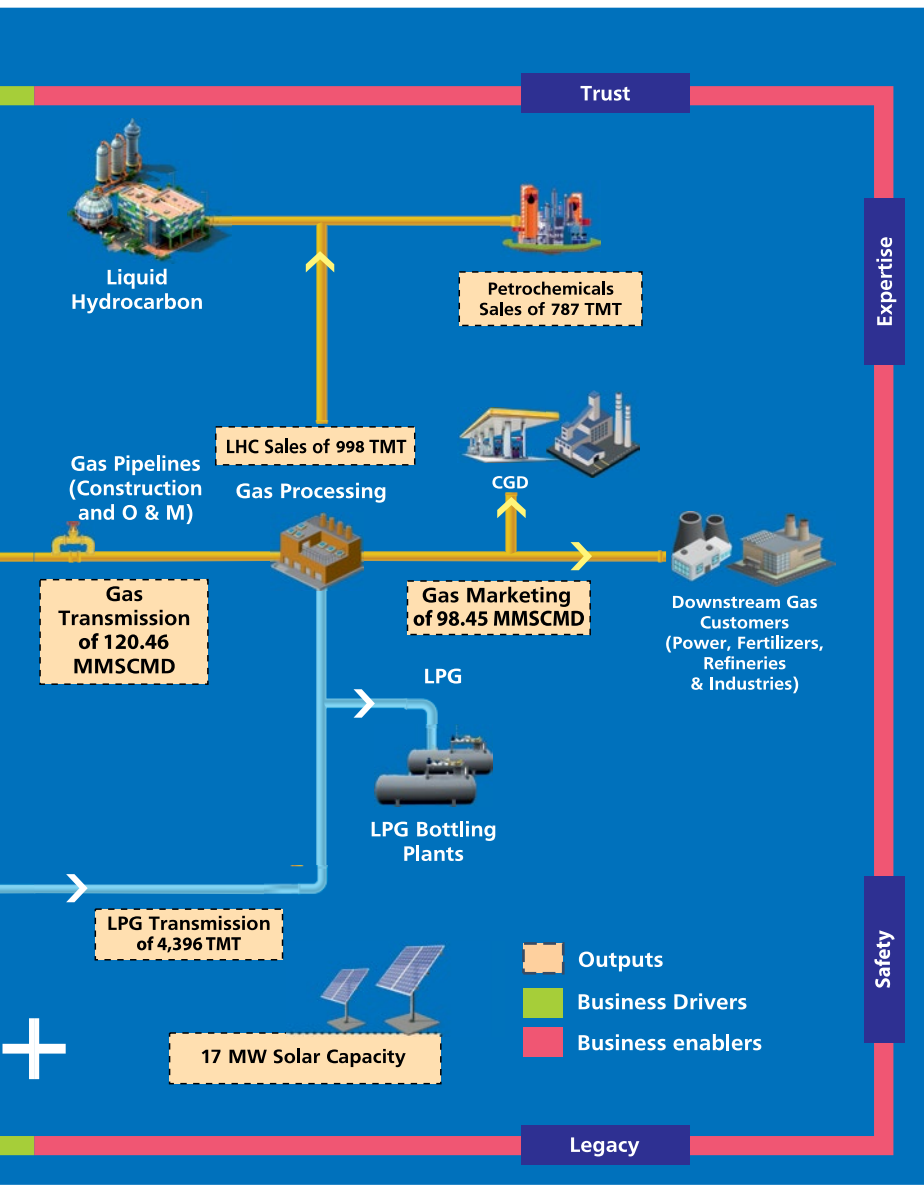 Trust
Expertise
Liquid
Hydrocarbon
Petrochemicals
Sales of 787 TMT
LHC Sales of 998 TMT
Gas Pipelines
(Construction
and O & M)
Gas Processing
CGD
Gas
Transmission
of 120.46
MMSCMD
Gas Marketing
of 98.45 MMSCMD
Downstream Gas
Customers
(Power, Fertilizers,
Refineries
& Industries)
LPG
LPG Bottling
Plants
LPG Transmission
of 4,396 TMT
Safety
Outputs
Business Drivers
Business enablers
+
17 MW Solar Capacity
Legacy